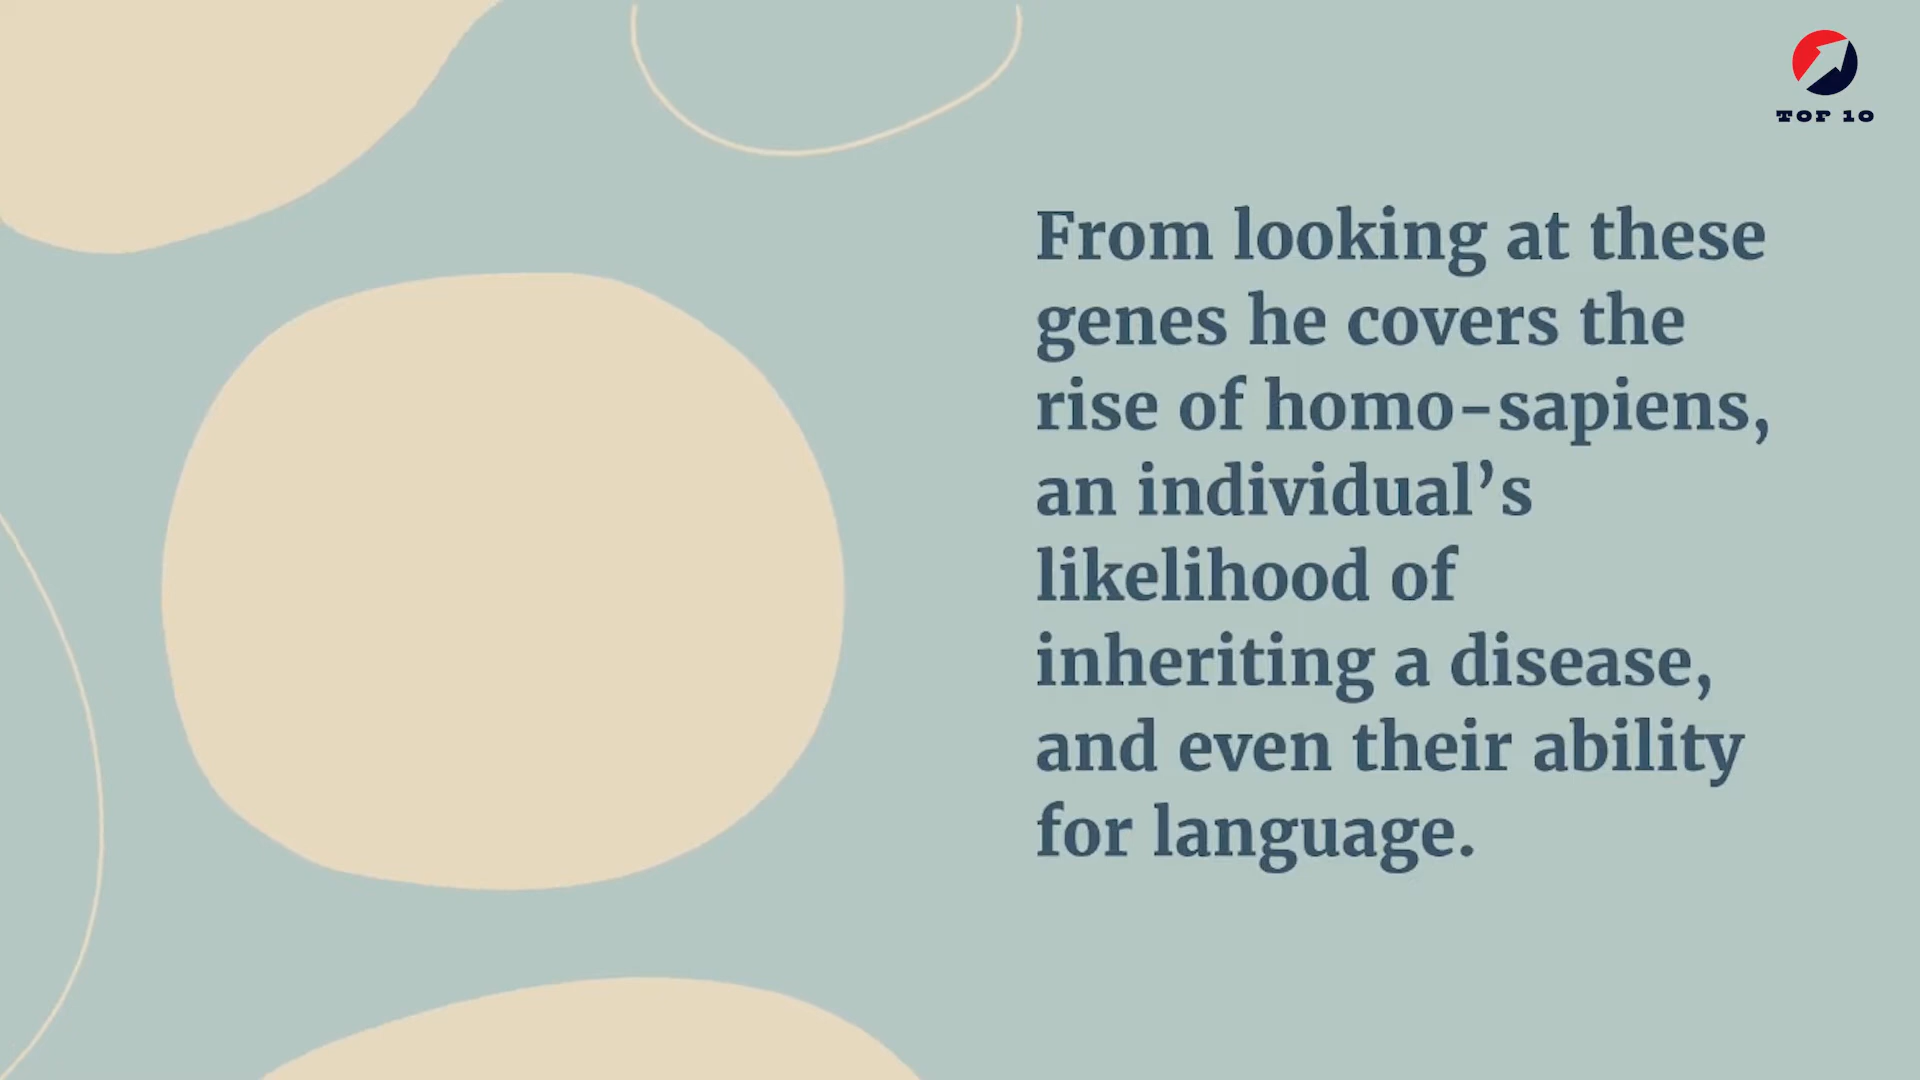 TOP 10
From looking at these
genes he covers the
rise of homo-sapiens,
an individual’s
likelihood of
inheriting a disease,
and even their ability
for language.